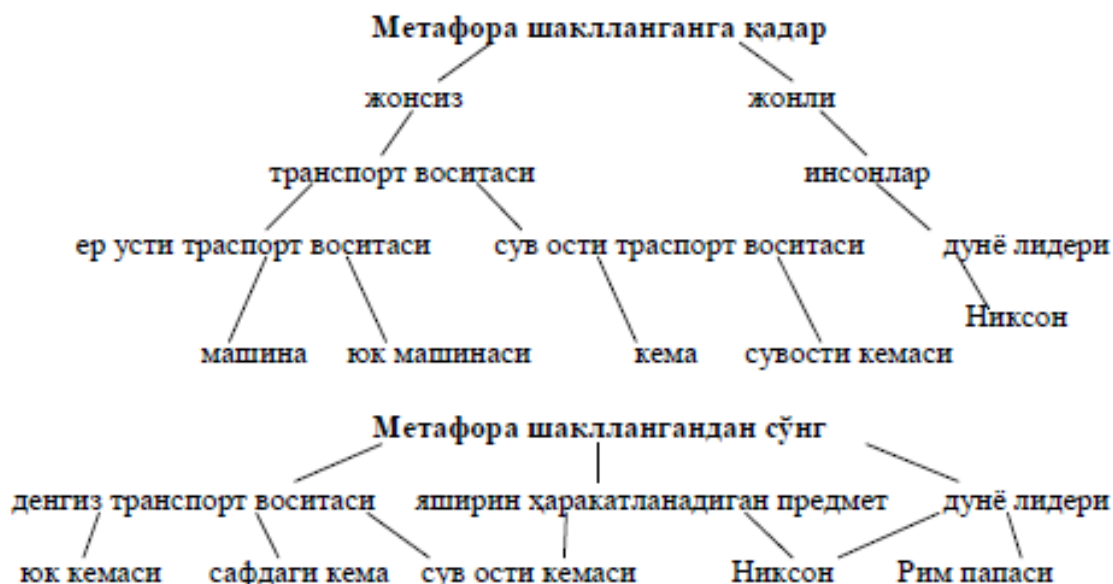 Метафора шаклланганга қадар
жонсиз жонли
транспорт воситаси инсонлар
ер усти траспорт воситаси сув ости траспорт воситаси дунё лидери
Никсон
машина юк машинаси кема сувости кемаси
Метафора шакллангандан сўнг
денгиз транспорт воситаси яширин ҳаракатланадиган предмет дунё лидери
юк кемаси сафдаги кема сув ости кемаси Никсон Рим папаси